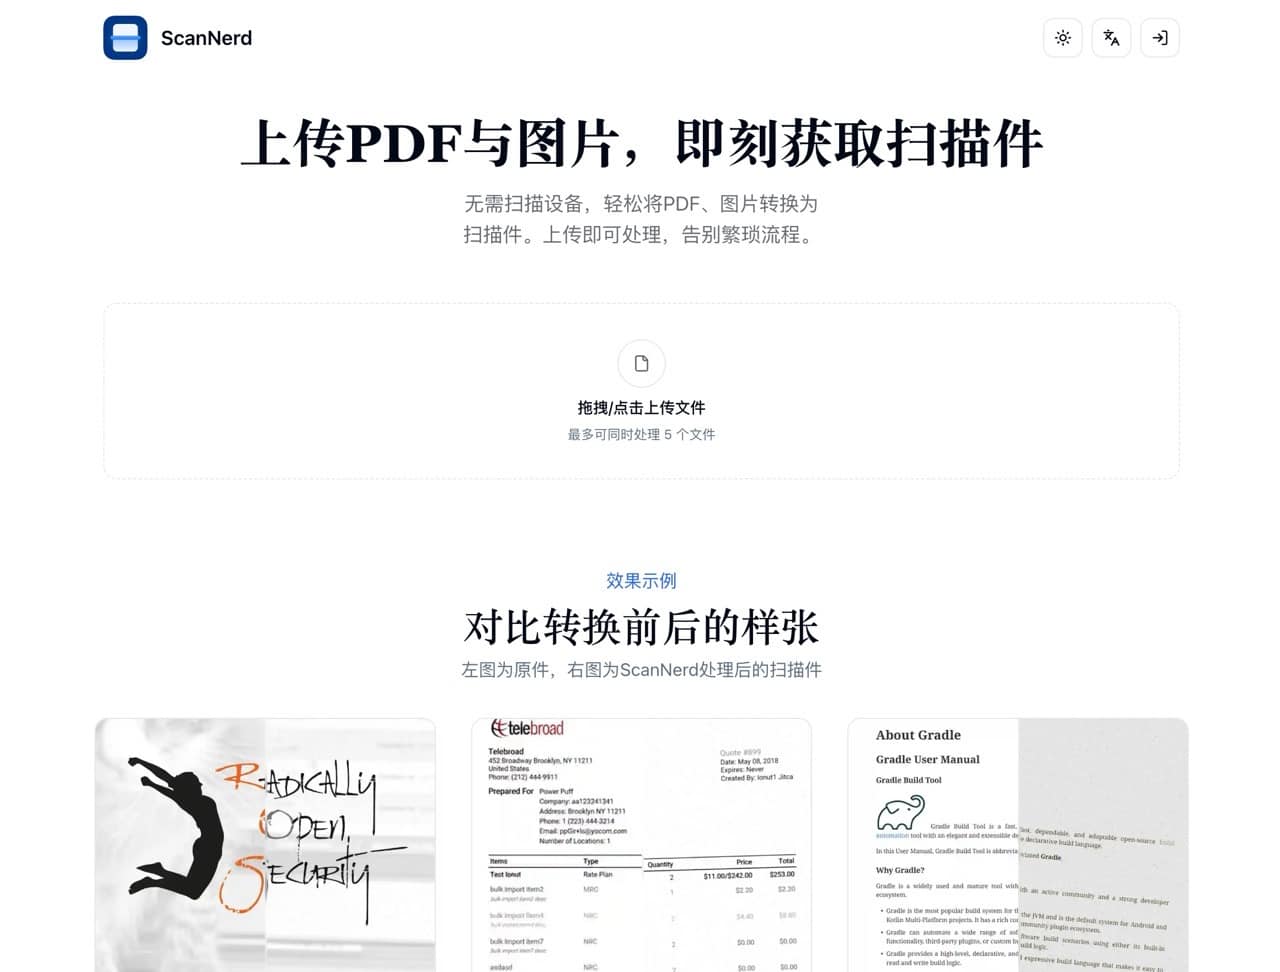 ScanNerd
上传PDF与图片，即刻获取扫描件
无需扫描设备，轻松将PDF、图片转换为
扫描件。上传即可处理，告别繁琐流程。
拖拽/点击上传文件
最多可同时处理 5 个文件
效果示例
对比转换前后的样张
左图为原件，右图为ScanNerd处理后的扫描件
RADICALLY
OPEN
SECURITY
telebroad
Telebroad
452 Broadway Brooklyn, NY 11211
United States
Phone: (212) 444-9911
Quote #899
Date: May 08, 2018
Expires: Never
Created By: Ionut1 Jitca
Prepared For Power Puff
Company: aa123241341
Address: Brooklyn NY 11211
Phone: 1 (223) 444-3214
Email: ppGirls@yocom.com
Number of Locations: 1
Items Type Quantity Price Total
Test Ionut Rate Plan 2 $11.00/$242.00 $253.00
bulk import item2 MRC 1 $2.20 $2.20
bulk import item2 desc
bulk import item4 NRC 2 $4.40 $8.80
bulk import item7 NRC 2 $0.00 $0.00
bulk import item7 desc
asdasd NRC $0.00 $0.00
About Gradle
Gradle User Manual
Gradle Build Tool
Gradle Build Tool is a fast, dependable, and adaptable open-source build
automation tool with an elegant and extensible declarative build language.
In this User Manual, Gradle Build Tool is abbreviated Gradle.
Why Gradle?
Gradle is a widely used and mature tool with an active community and a strong developer
ecosystem.
• Gradle is the most popular build system for the JVM and is the default system for Android and
Kotlin Multi-Platform projects. It has a rich community plugin ecosystem.
• Gradle can automate a wide range of software build scenarios using either its built-in
functionality, third-party plugins, or custom build logic.
• Gradle provides a high-level, declarative, and expressive build language that makes it easy to
read and write build logic.